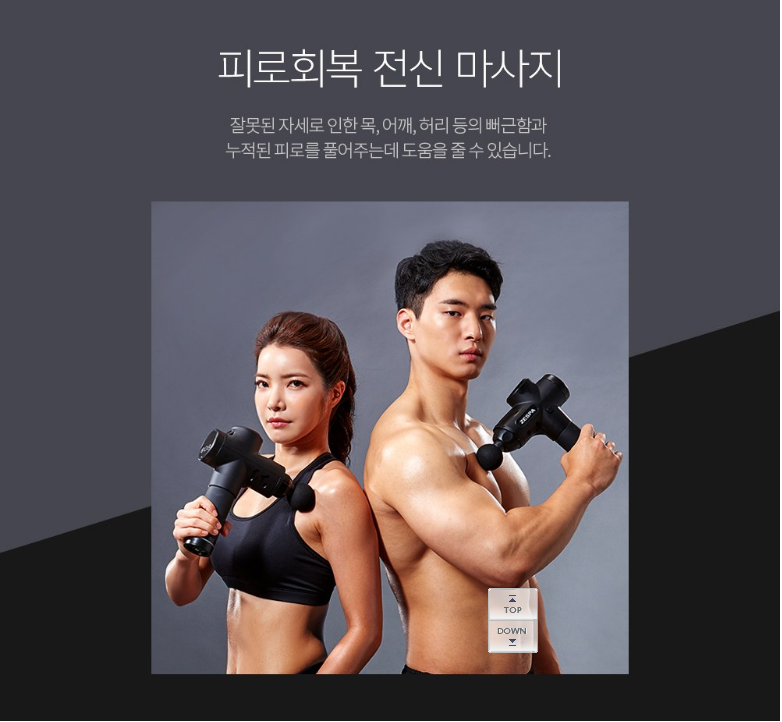 피로회복 전신 마사지
잘못된 자세로 인한 목, 어깨, 허리 등의 뻐근함과
누적된 피로를 풀어주는데 도움을 줄 수 있습니다.
ZESPA
TOP
DOWN